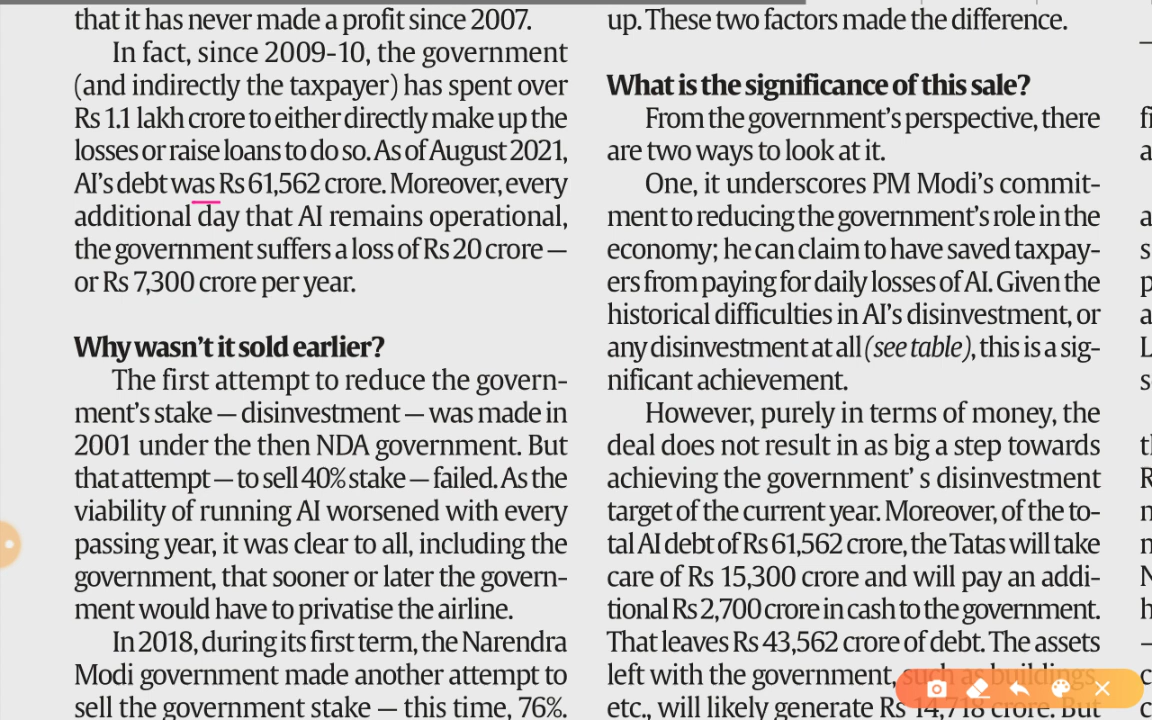 that it has never made a profit since 2007.
In fact, since 2009-10, the government
(and indirectly the taxpayer) has spent over
Rs 1.1 lakh crore to either directly make up the
losses or raise loans to do so. As of August 2021,
AI's debt was Rs 61,562 crore. Moreover, every
additional day that AI remains operational,
the government suffers a loss of Rs 20 crore —
or Rs 7,300 crore per year.
Why wasn't it sold earlier?
The first attempt to reduce the govern-
ment's stake — disinvestment — was made in
2001 under the then NDA government. But
that attempt — to sell 40% stake — failed. As the
viability of running AI worsened with every
passing year, it was clear to all, including the
government, that sooner or later the govern-
ment would have to privatise the airline.
In 2018, during its first term, the Narendra
Modi government made another attempt to
sell the government stake — this time, 76%.
up. These two factors made the difference.
What is the significance of this sale?
From the government's perspective, there
are two ways to look at it.
One, it underscores PM Modi's commit-
ment to reducing the government's role in the
economy; he can claim to have saved taxpay-
ers from paying for daily losses of AI. Given the
historical difficulties in AI's disinvestment, or
any disinvestment at all (see table), this is a sig-
nificant achievement.
However, purely in terms of money, the
deal does not result in as big a step towards
achieving the government' s disinvestment
target of the current year. Moreover, of the to-
tal AI debt of Rs 61,562 crore, the Tatas will take
care of Rs 15,300 crore and will pay an addi-
tional Rs 2,700 crore in cash to the government.
That leaves Rs 43,562 crore of debt. The assets
left with the government, such as buildings
etc., will likely generate Rs 14,718 crore. But